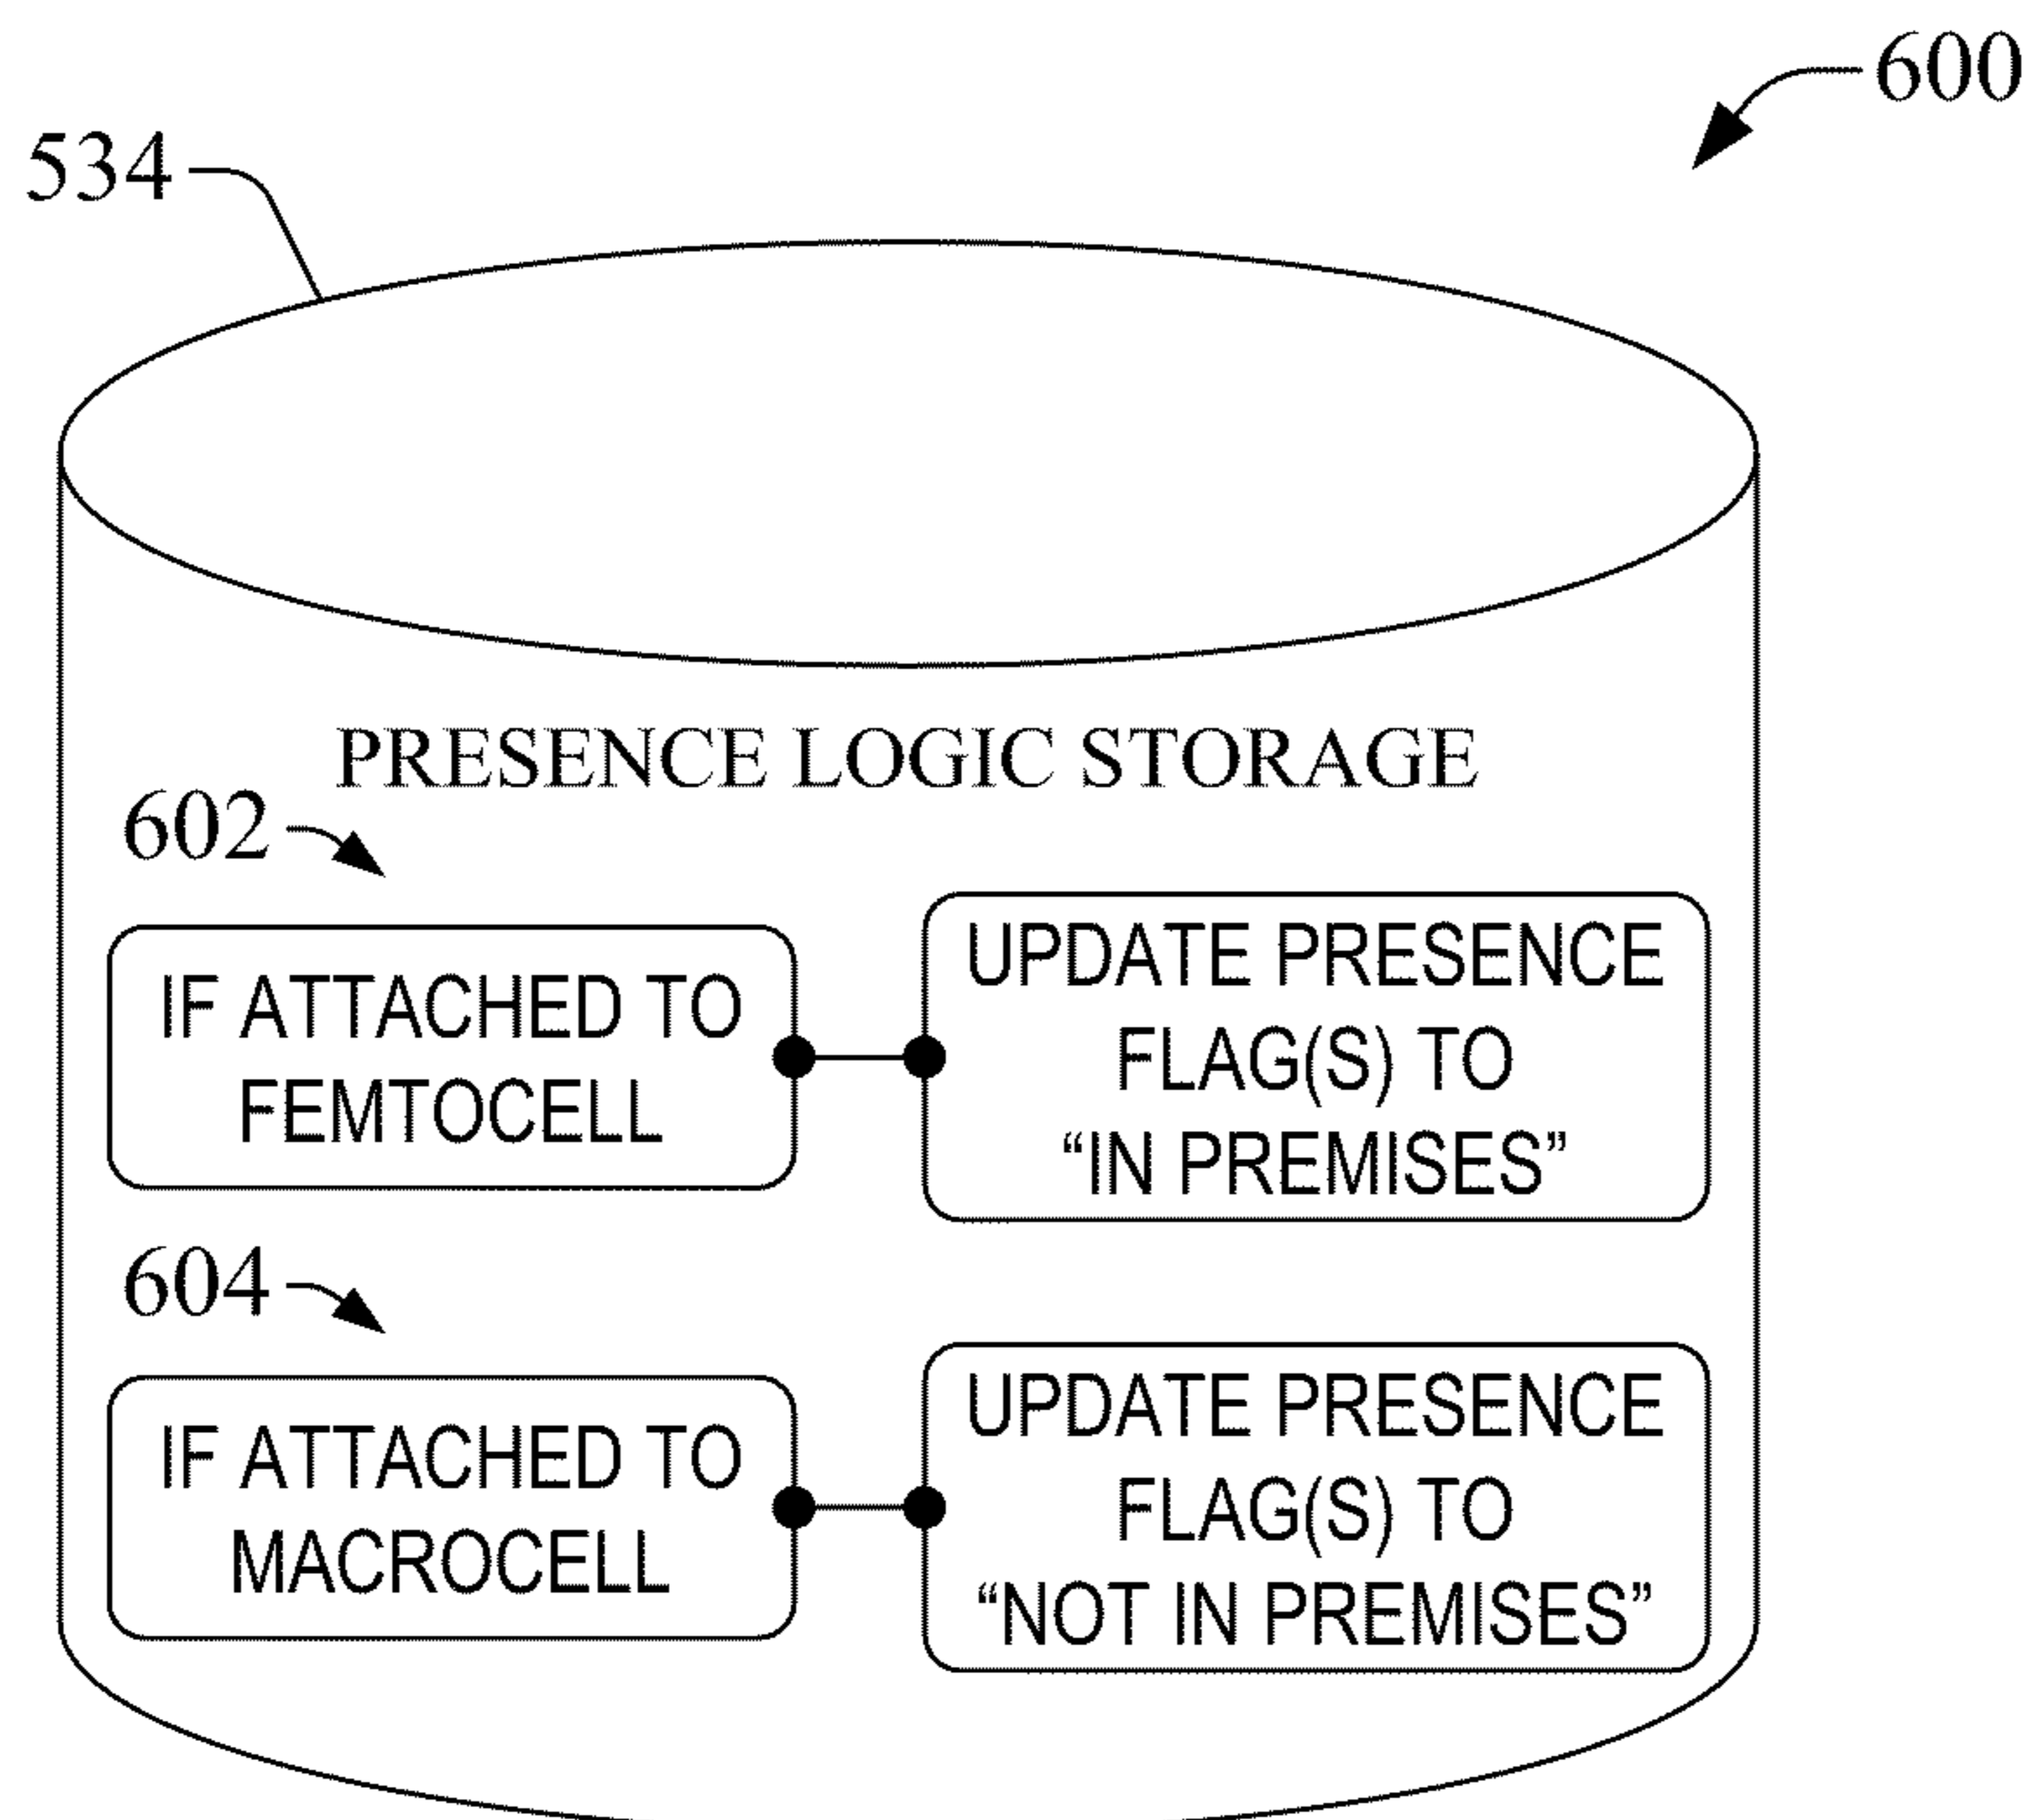 600
534
PRESENCE LOGIC STORAGE
602
IF ATTACHED TO
FEMTOCELL
UPDATE PRESENCE
FLAG(S) TO
“IN PREMISES”
604
IF ATTACHED TO
MACROCELL
UPDATE PRESENCE
FLAG(S) TO
“NOT IN PREMISES”